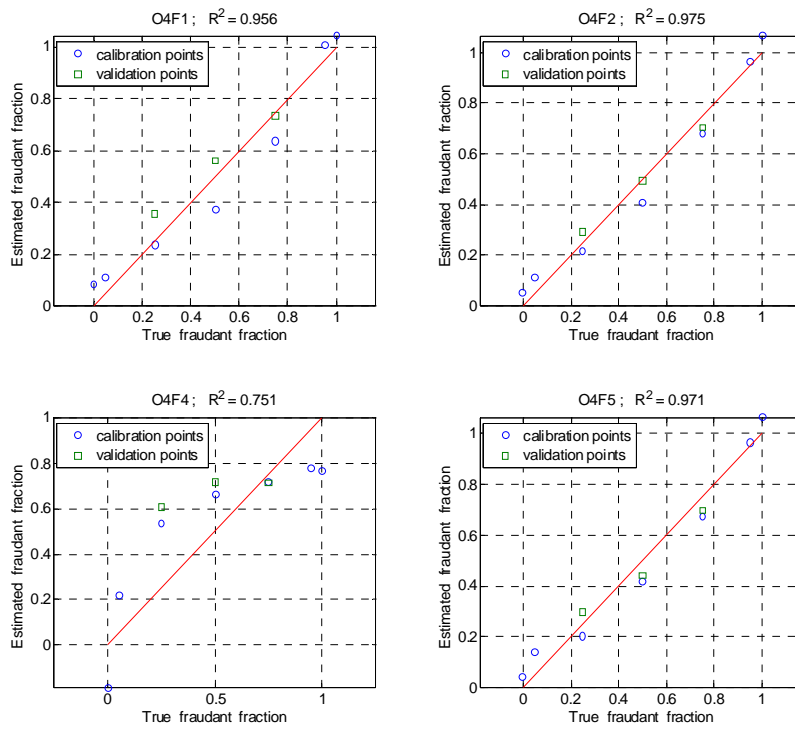 O4F1 ; R² = 0.956
calibration points
validation points
Estimated fraudant fraction
1
0.8
0.6
0.4
0.2
0
0 0.2 0.4 0.6 0.8 1
True fraudant fraction
O4F2 ; R² = 0.975
calibration points
validation points
Estimated fraudant fraction
1
0.8
0.6
0.4
0.2
0
0 0.2 0.4 0.6 0.8 1
True fraudant fraction
O4F4 ; R² = 0.751
calibration points
validation points
Estimated fraudant fraction
1
0.8
0.6
0.4
0.2
0
0 0.5 1
True fraudant fraction
O4F5 ; R² = 0.971
calibration points
validation points
Estimated fraudant fraction
1
0.8
0.6
0.4
0.2
0
0 0.2 0.4 0.6 0.8 1
True fraudant fraction